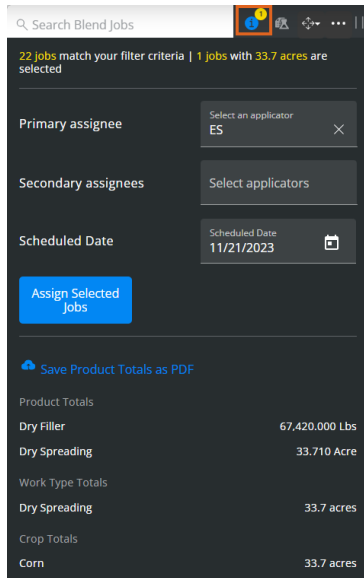 Search Blend Jobs
1
22 jobs match your filter criteria | 1 jobs with 33.7 acres are
selected
Primary assignee
Select an applicator
ES
Secondary assignees
Select applicators
Scheduled Date
Scheduled Date
11/21/2023
Assign Selected
Jobs
Save Product Totals as PDF
Product Totals
Dry Filler 67,420.000 Lbs
Dry Spreading 33.710 Acre
Work Type Totals
Dry Spreading 33.7 acres
Crop Totals
Corn 33.7 acres